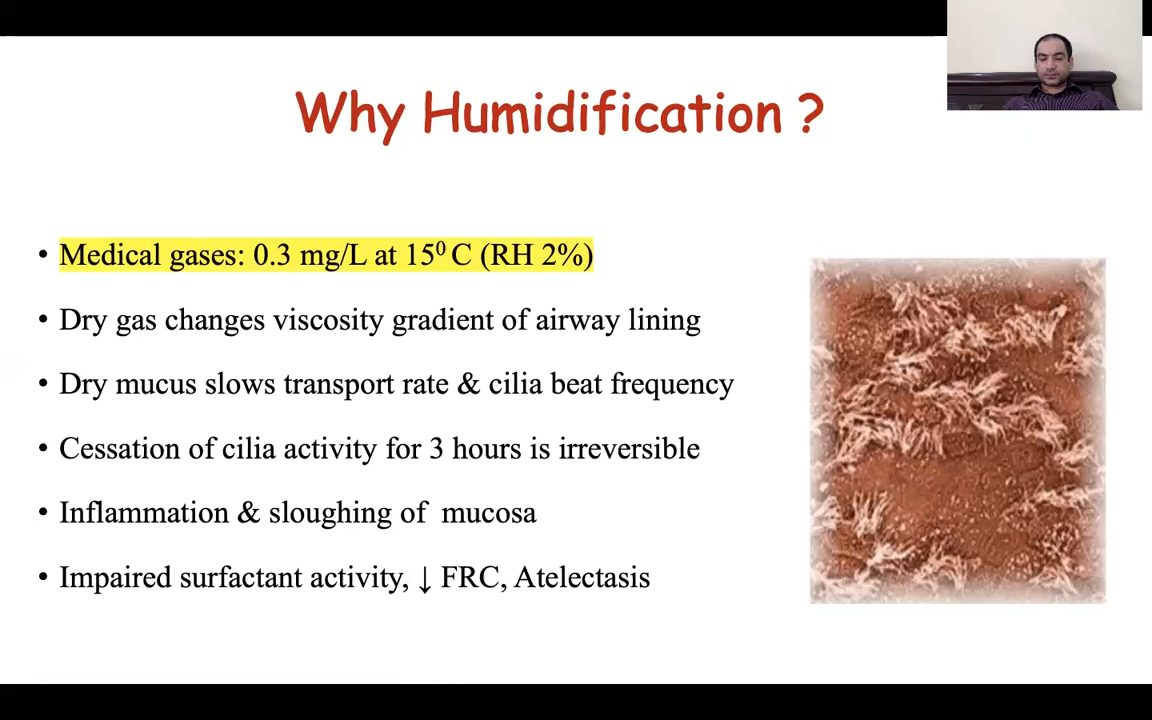 Why Humidification ?
• Medical gases: 0.3 mg/L at 15⁰ C (RH 2%)
• Dry gas changes viscosity gradient of airway lining
• Dry mucus slows transport rate & cilia beat frequency
• Cessation of cilia activity for 3 hours is irreversible
• Inflammation & sloughing of mucosa
• Impaired surfactant activity, ↓ FRC, Atelectasis